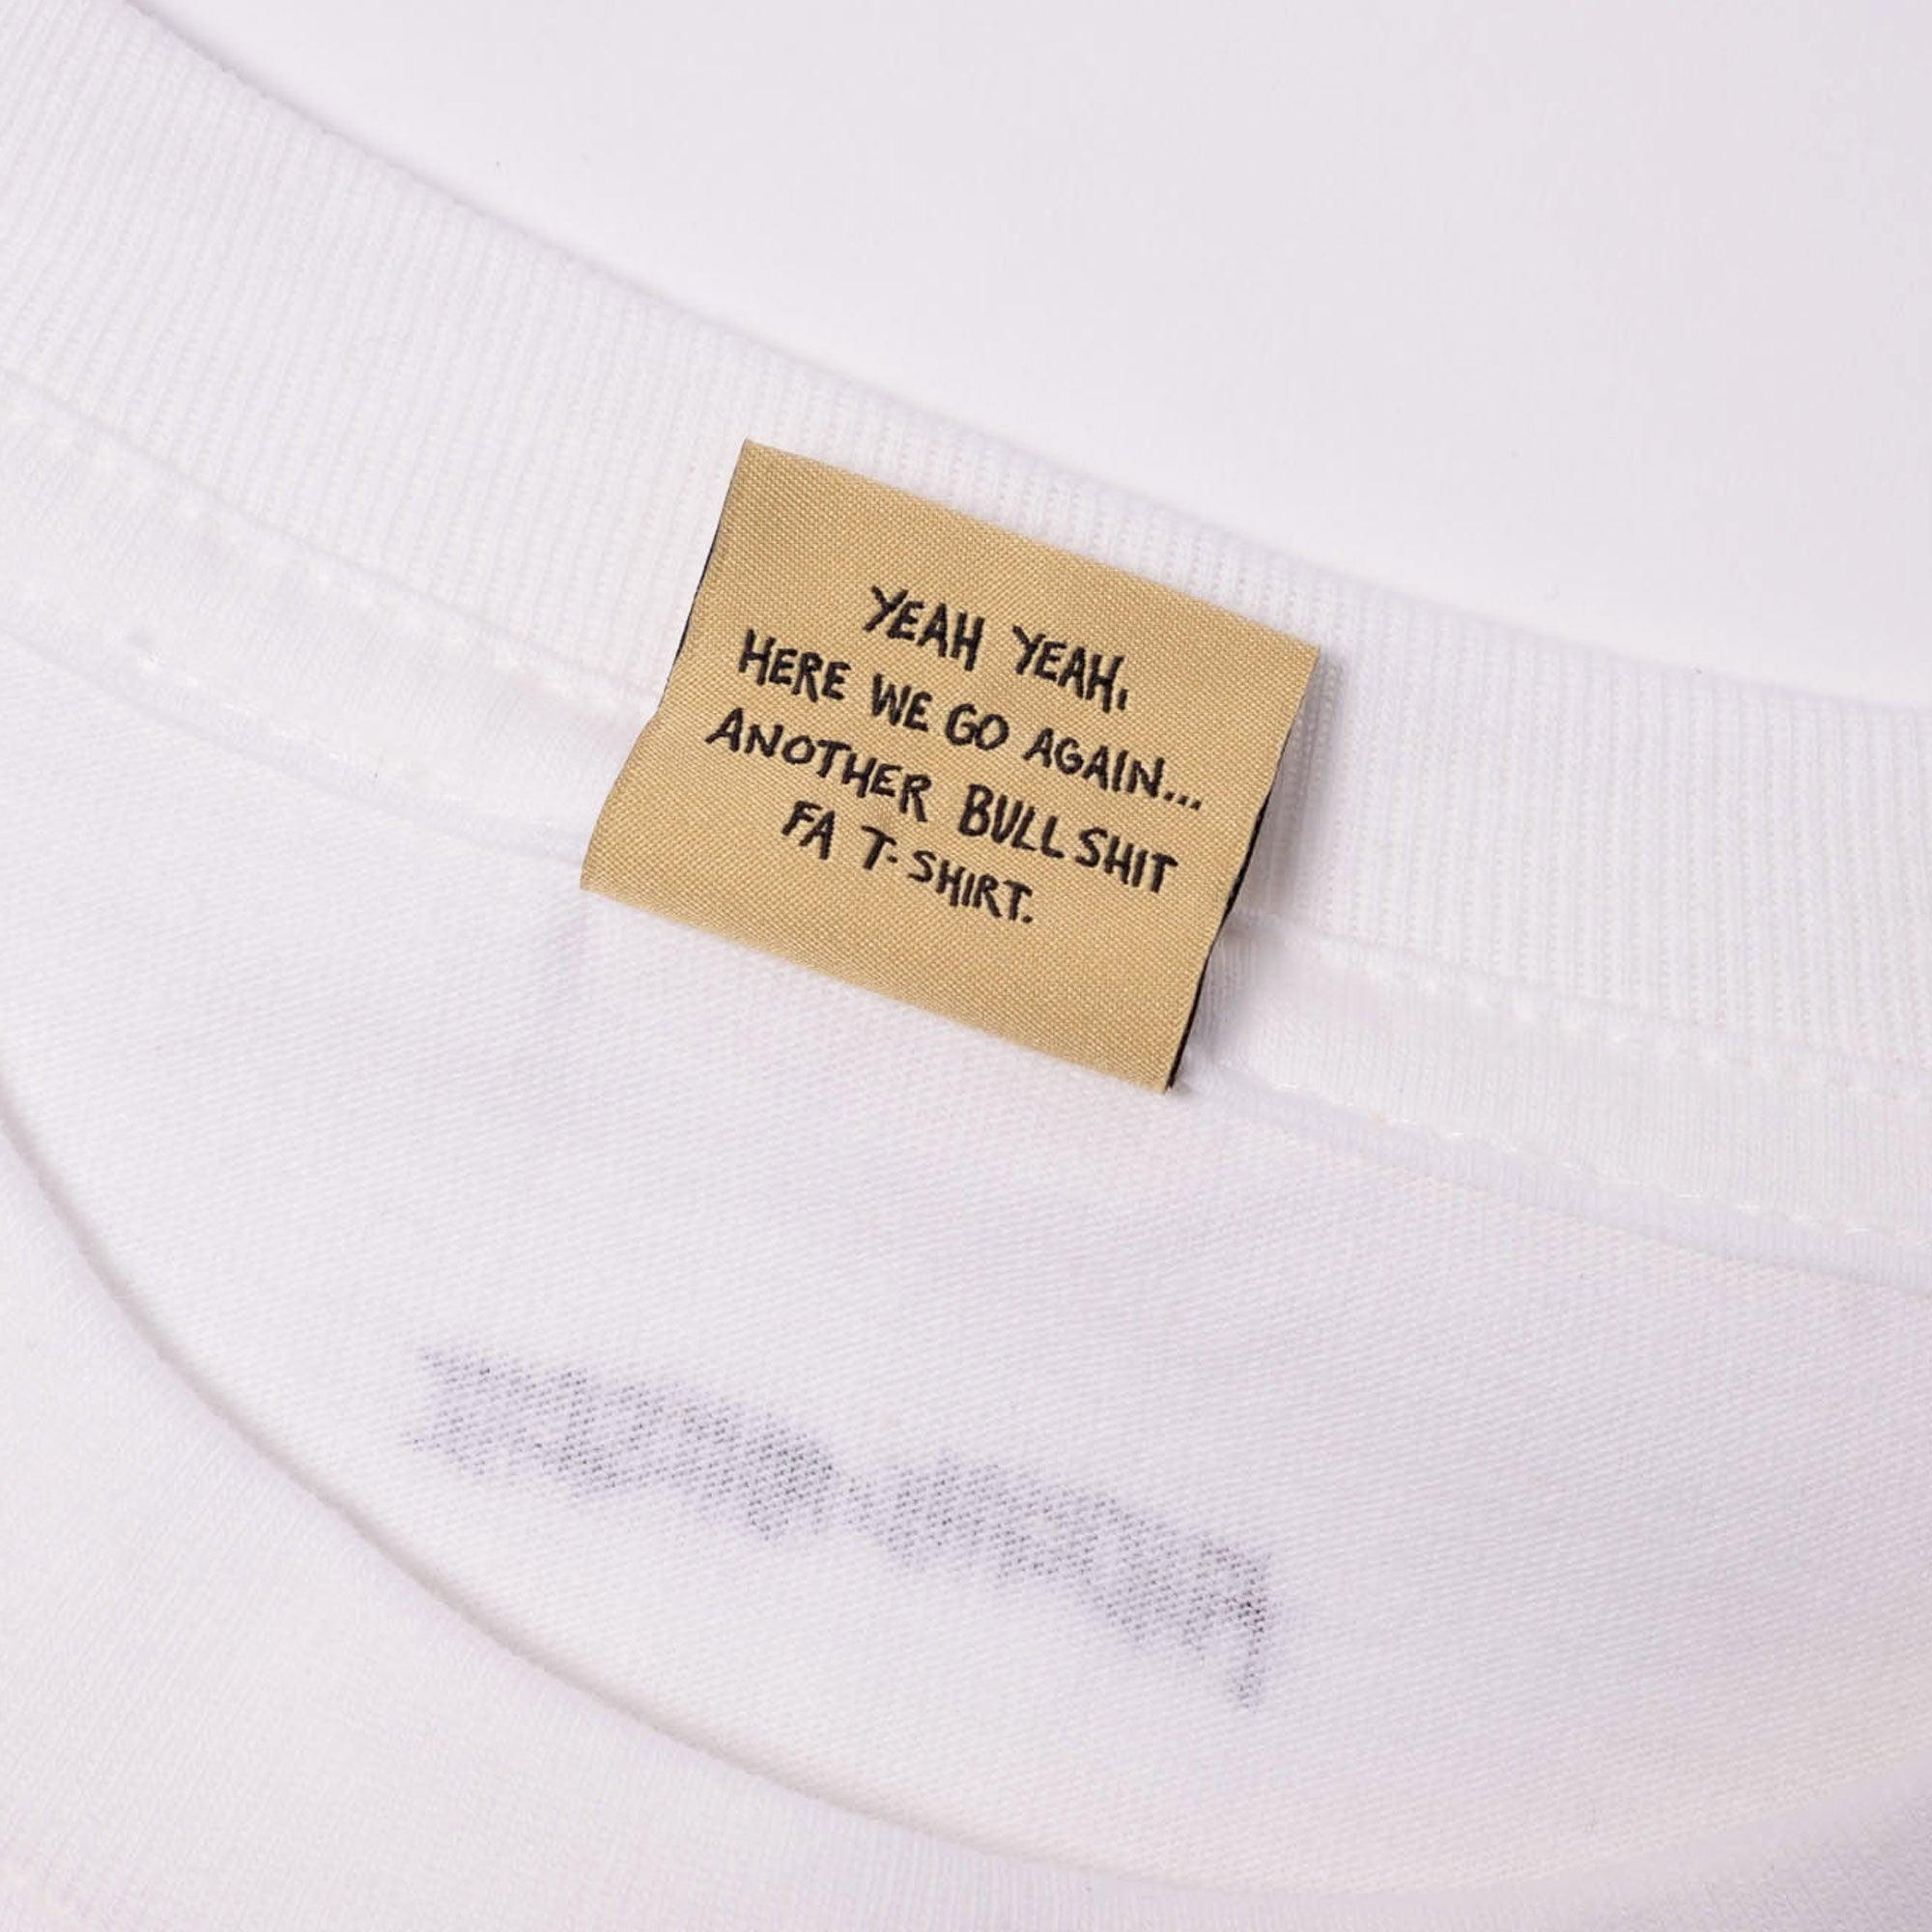 YEAH YEAH,
HERE WE GO AGAIN...
ANOTHER BULLSHIT
FA T-SHIRT.